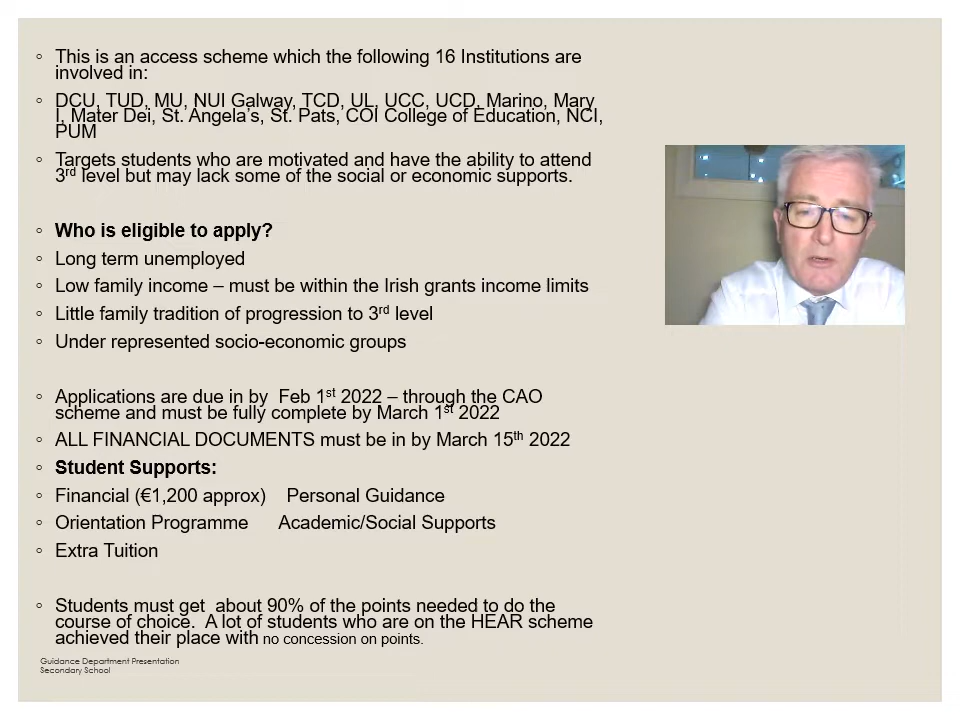 ◦ This is an access scheme which the following 16 Institutions are
involved in:
◦ DCU, TUD, MU, NUI Galway, TCD, UL, UCC, UCD, Marino, Mary
I, Mater Dei, St. Angela's, St. Pats, COI College of Education, NCI,
PUM
◦ Targets students who are motivated and have the ability to attend
3rd level but may lack some of the social or economic supports.
◦ Who is eligible to apply?
◦ Long term unemployed
◦ Low family income – must be within the Irish grants income limits
◦ Little family tradition of progression to 3rd level
◦ Under represented socio-economic groups
◦ Applications are due in by Feb 1st 2022 – through the CAO
scheme and must be fully complete by March 1st 2022
◦ ALL FINANCIAL DOCUMENTS must be in by March 15th 2022
◦ Student Supports:
◦ Financial (€1,200 approx) Personal Guidance
◦ Orientation Programme Academic/Social Supports
◦ Extra Tuition
◦ Students must get about 90% of the points needed to do the
course of choice. A lot of students who are on the HEAR scheme
achieved their place with no concession on points.
Guidance Department Presentation
Secondary School